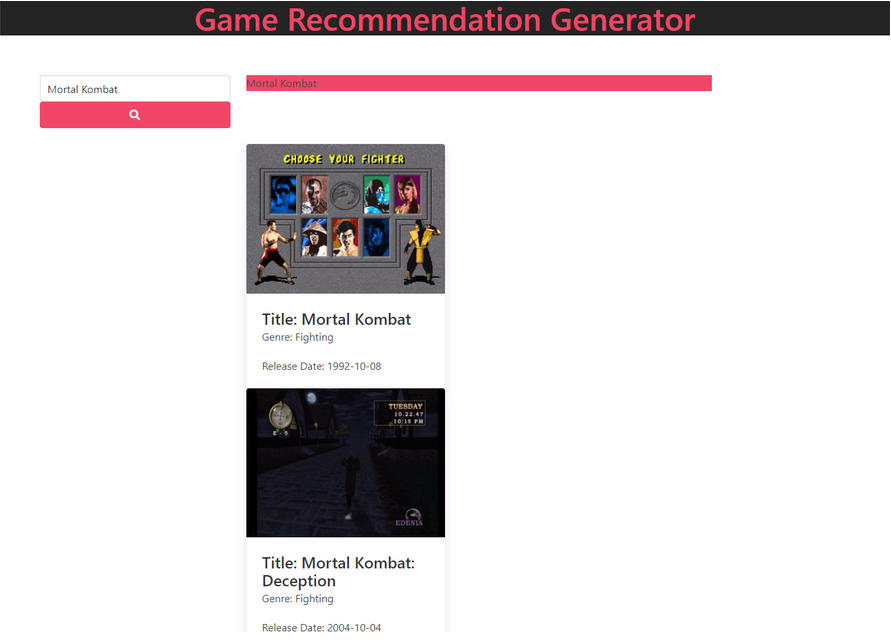 Game Recommendation Generator
Mortal Kombat
Mortal Kombat
CHOOSE YOUR FIGHTER
Title: Mortal Kombat
Genre: Fighting
Release Date: 1992-10-08
TUESDAY
10.22.47
10:15 PM
E - 5
EDENIA
Title: Mortal Kombat:
Deception
Genre: Fighting
Release Date: 2004-10-04